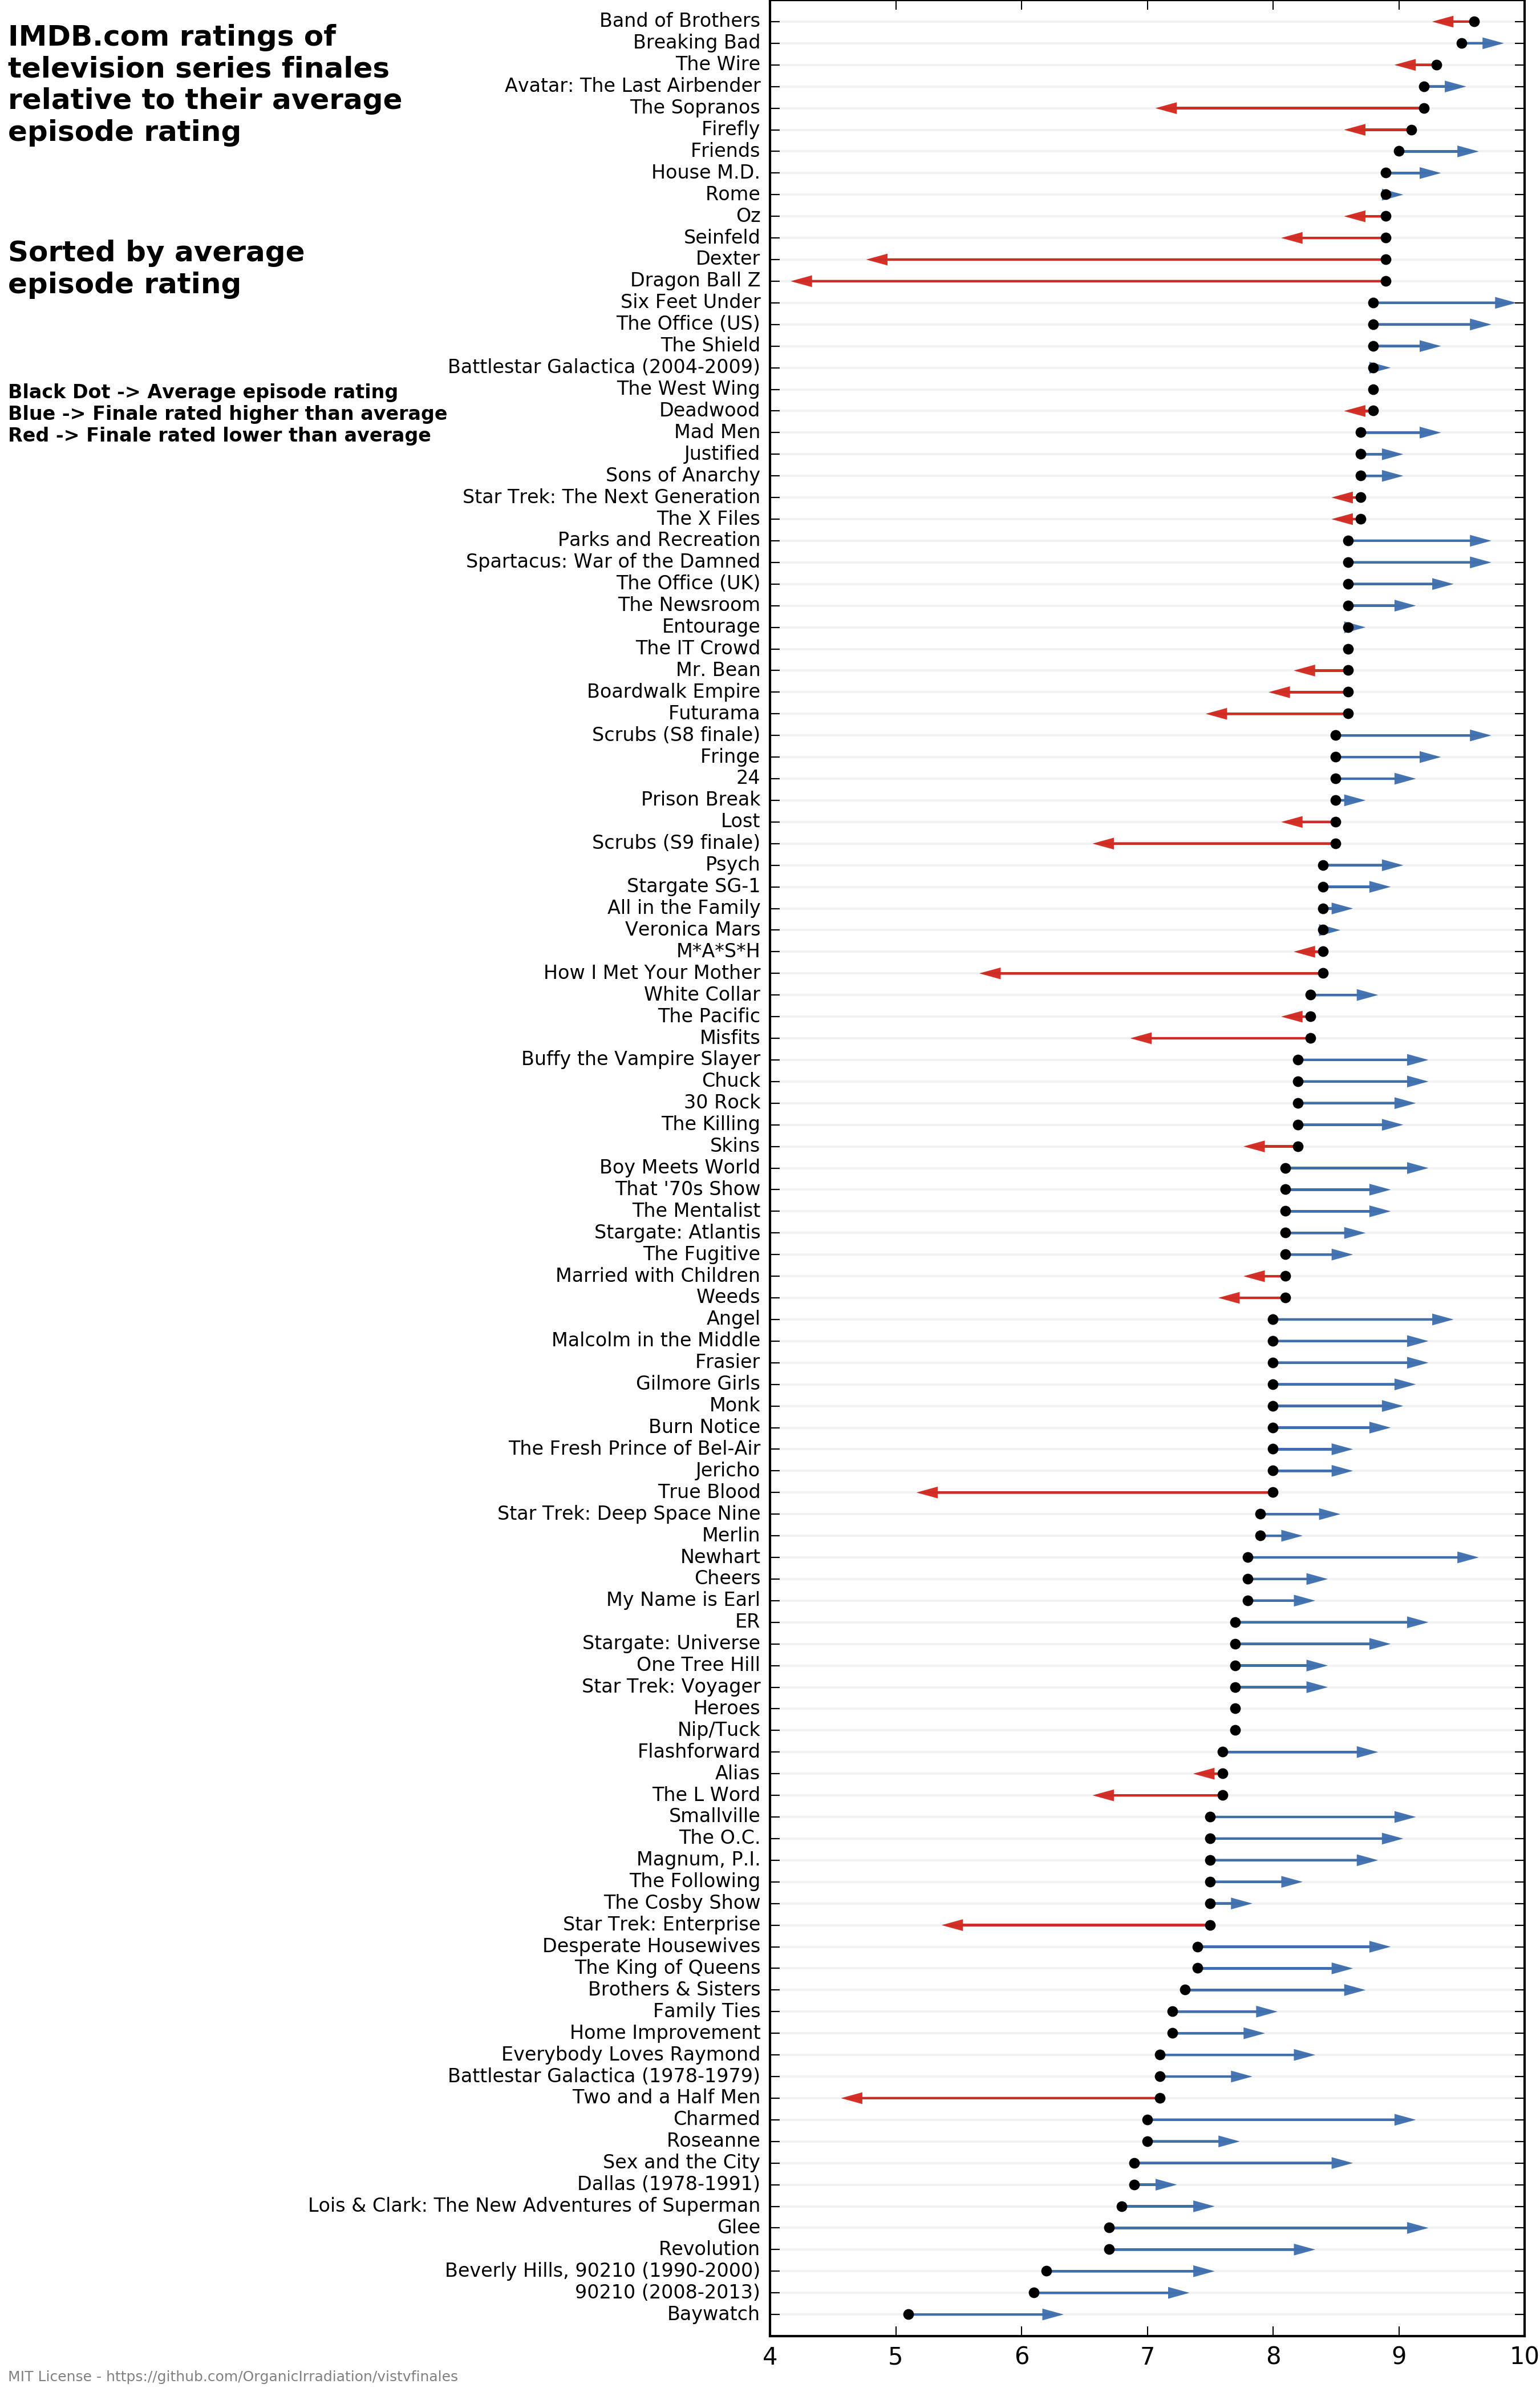 IMDB.com ratings of
television series finales
relative to their average
episode rating
Sorted by average
episode rating
Black Dot -> Average episode rating
Blue -> Finale rated higher than average
Red -> Finale rated lower than average
Band of Brothers
Breaking Bad
The Wire
Avatar: The Last Airbender
The Sopranos
Firefly
Friends
House M.D.
Rome
Oz
Seinfeld
Dexter
Dragon Ball Z
Six Feet Under
The Office (US)
The Shield
Battlestar Galactica (2004-2009)
The West Wing
Deadwood
Mad Men
Justified
Sons of Anarchy
Star Trek: The Next Generation
The X Files
Parks and Recreation
Spartacus: War of the Damned
The Office (UK)
The Newsroom
Entourage
The IT Crowd
Mr. Bean
Boardwalk Empire
Futurama
Scrubs (S8 finale)
Fringe
24
Prison Break
Lost
Scrubs (S9 finale)
Psych
Stargate SG-1
All in the Family
Veronica Mars
M*A*S*H
How I Met Your Mother
White Collar
The Pacific
Misfits
Buffy the Vampire Slayer
Chuck
30 Rock
The Killing
Skins
Boy Meets World
That '70s Show
The Mentalist
Stargate: Atlantis
The Fugitive
Married with Children
Weeds
Angel
Malcolm in the Middle
Frasier
Gilmore Girls
Monk
Burn Notice
The Fresh Prince of Bel-Air
Jericho
True Blood
Star Trek: Deep Space Nine
Merlin
Newhart
Cheers
My Name is Earl
ER
Stargate: Universe
One Tree Hill
Star Trek: Voyager
Heroes
Nip/Tuck
Flashforward
Alias
The L Word
Smallville
The O.C.
Magnum, P.I.
The Following
The Cosby Show
Star Trek: Enterprise
Desperate Housewives
The King of Queens
Brothers & Sisters
Family Ties
Home Improvement
Everybody Loves Raymond
Battlestar Galactica (1978-1979)
Two and a Half Men
Charmed
Roseanne
Sex and the City
Dallas (1978-1991)
Lois & Clark: The New Adventures of Superman
Glee
Revolution
Beverly Hills, 90210 (1990-2000)
90210 (2008-2013)
Baywatch
4 5 6 7 8 9 10
MIT License - https://github.com/OrganicIrradiation/vistvfinales